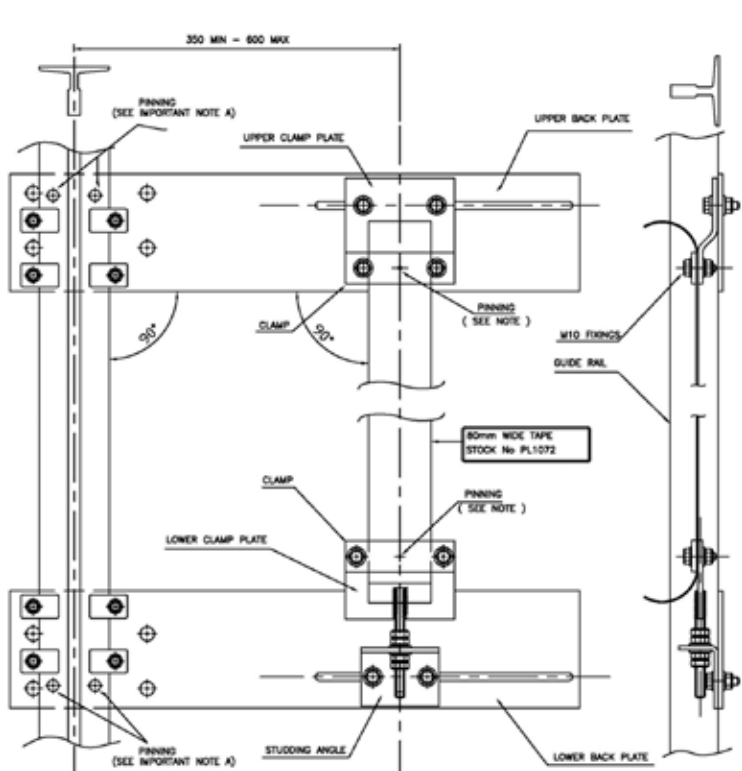 350 MIN - 600 MAX
PINNING
(SEE IMPORTANT NOTE A)
UPPER CLAMP PLATE
UPPER BACK PLATE
90°
90°
CLAMP
PINNING
( SEE NOTE )
M10 FIXINGS
GUIDE RAIL
80mm WIDE TAPE
STOCK No PL1072
CLAMP
PINNING
( SEE NOTE )
LOWER CLAMP PLATE
PINNING
(SEE IMPORTANT NOTE A)
STUDDING ANGLE
LOWER BACK PLATE